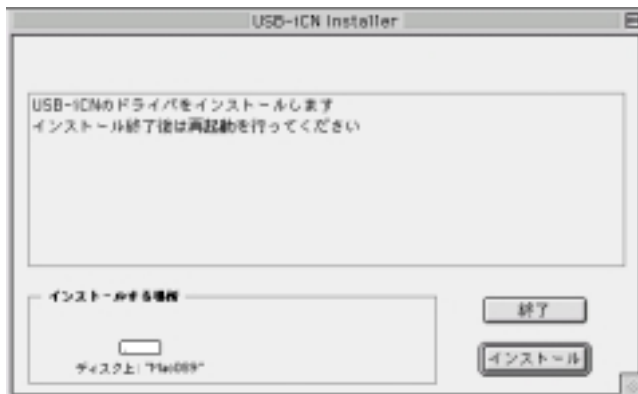 USB-iCN Installer
USB-iCNのドライバをインストールします
インストール終了後は再起動を行ってください
インストールする場所
ディスク上:"MacOS9"
終了
インストール